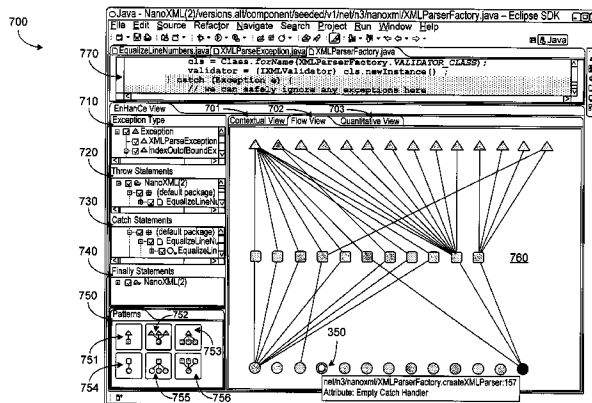 700
Java - NanoXML(2)/versions.alt/component/seeded/v1/net/n3/nanoxml/XMLParserFactory.java – Eclipse SDK
File Edit Source Refactor Navigate Search Project Run Window Help
Java
770
EqualizeLineNumbers.java XMLParseException.java XMLParserFactory.java
cls = Class.forName(XMLParserFactory.VALIDATOR_CLASS);
validator = (IXMLValidator) cls.newInstance() ;
catch (Exception e) {
// we can safely ignore any exceptions here
710
EnHanCe View
701
702
703
Exception Type
Contextual View Flow View Quantitative View
Exception
XMLParseException
IndexOutofBoundEx
720
Throw Statements
NanoXML(2)
(default package)
EqualizeLineNu
730
Catch Statements
(default package)
EqualizeLineNu
EqualizeLin
740
Finally Statements
NanoXML(2)
750
Patterns
752
751
753
754
755
756
760
350
net/n3/nanoxml/XMLParserFactory.createXMLParser:157
Attribute: Empty Catch Handler